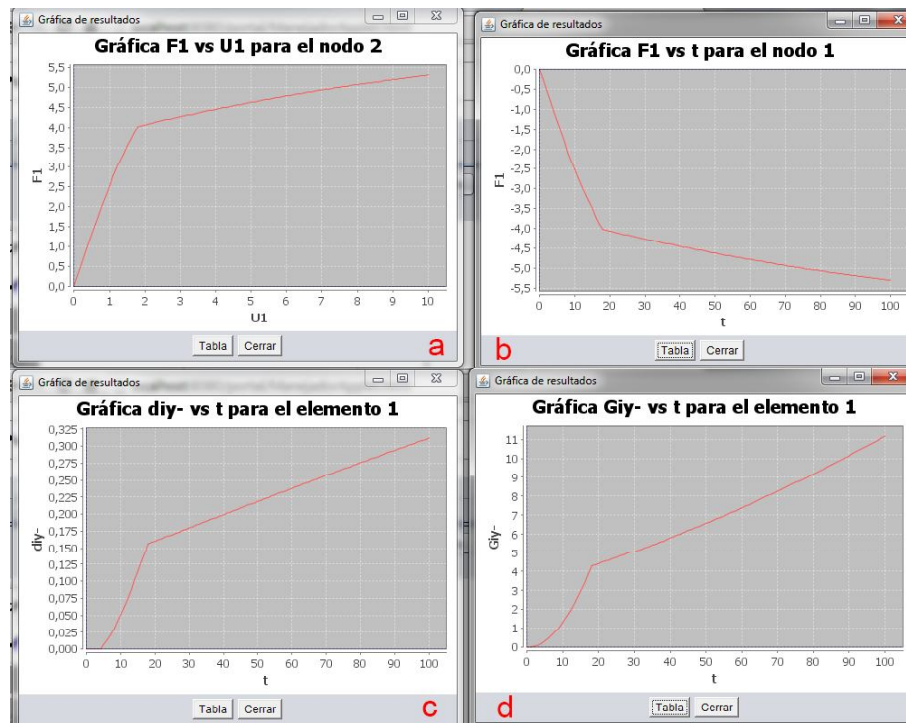 Gráfica de resultados
Gráfica F1 vs U1 para el nodo 2
5,5
5,0
4,5
4,0
3,5
3,0
2,5
2,0
1,5
1,0
0,5
0,0
F1
0 1 2 3 4 5 6 7 8 9 10
U1
Tabla Cerrar
a
Gráfica de resultados
Gráfica F1 vs t para el nodo 1
0,0
-0,5
-1,0
-1,5
-2,0
-2,5
-3,0
-3,5
-4,0
-4,5
-5,0
-5,5
F1
0 10 20 30 40 50 60 70 80 90 100
t
Tabla Cerrar
b
Gráfica de resultados
Gráfica diy- vs t para el elemento 1
0,325
0,300
0,275
0,250
0,225
0,200
0,175
0,150
0,125
0,100
0,075
0,050
0,025
0,000
diy-
0 10 20 30 40 50 60 70 80 90 100
t
Tabla Cerrar
c
Gráfica de resultados
Gráfica Giy- vs t para el elemento 1
11
10
9
8
7
6
5
4
3
2
1
0
Giy-
0 10 20 30 40 50 60 70 80 90 100
t
Tabla Cerrar
d